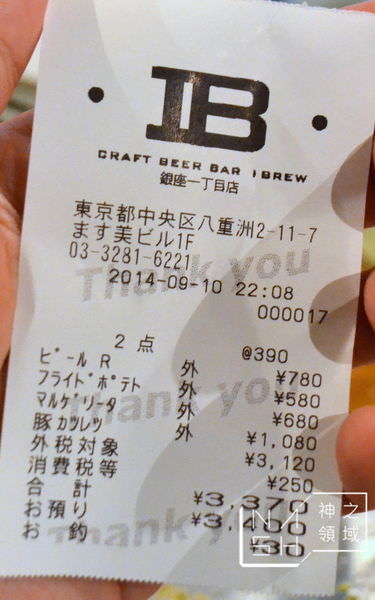 IB
CRAFT BEER BAR IBREW
銀座一丁目店
東京都中央区八重洲2-11-7
ます美ビル1F
03-3281-6221
2014-09-10 22:08
000017
2点 @390
ﾋﾞｰﾙ R 外 ¥780
ﾌﾗｲﾄﾞﾎﾟﾃﾄ 外 ¥580
ﾏﾙｹﾞﾘｰﾀ 外 ¥680
豚ｶﾂﾚﾂ 外 ¥1,080
外税対象 ¥3,120
消費税等 ¥250
合 計 ¥3,370
お預り ¥3,400
お 釣 ¥30
Thank you
Thank you
Thank you
神之
領域